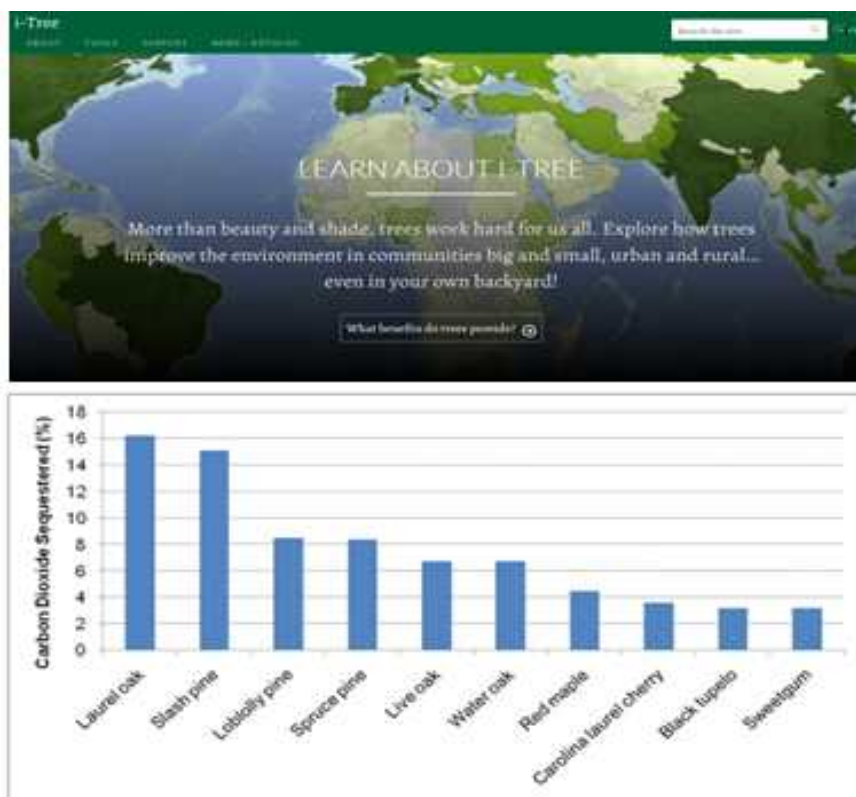 i-Tree
ABOUT TOOLS SUPPORT
LEARN ABOUT I-TREE
More than beauty and shade, trees work hard for us all. Explore how trees
improve the environment in communities big and small, urban and rural...
even in your own backyard!
What benefits do trees provide?
Carbon Dioxide Sequestered (%)
18
16
14
12
10
8
6
4
2
0
Laurel oak
Slash pine
Loblolly pine
Spruce pine
Live oak
Water oak
Red maple
Carolina laurel cherry
Black tupelo
Sweetgum